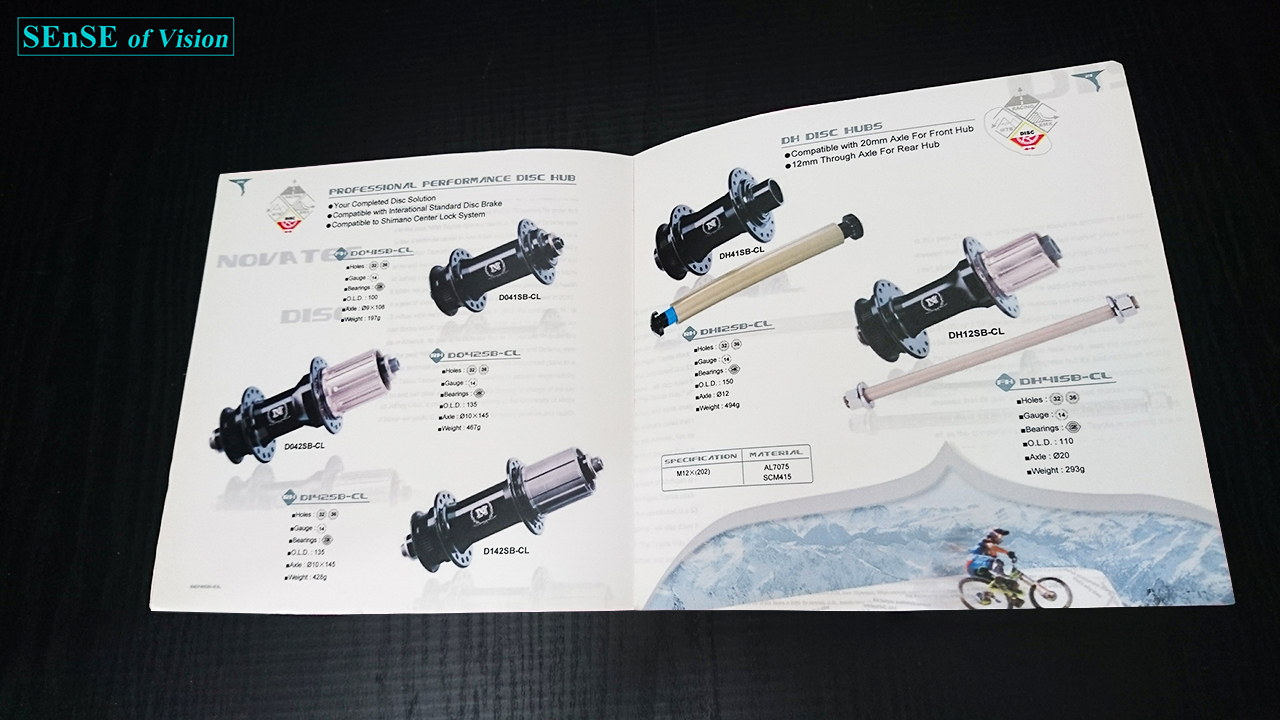 SEnSE of Vision
PROFESSIONAL PERFORMANCE DISC HUB
●Your Completed Disc Solution
●Compatible with Interational Standard Disc Brake
●Compatible to Shimano Center Lock System
DISC
NOVATEC
DISC
D041SB-CL
■Holes : 32 36
■Gauge : 14
■Bearings :
■O.L.D. : 100
■Axle : Ø9×108
■Weight : 197g
D041SB-CL
D042SB-CL
■Holes : 32 36
■Gauge : 14
■Bearings :
■O.L.D. : 135
■Axle : Ø10×145
■Weight : 467g
D042SB-CL
D142SB-CL
■Holes : 32 36
■Gauge : 14
■Bearings :
■O.L.D. : 135
■Axle : Ø10×145
■Weight : 428g
D142SB-CL
DH DISC HUBS
●Compatible with 20mm Axle For Front Hub
●12mm Through Axle For Rear Hub
RACING
MTB
BMX
DISC
DH41SB-CL
DH12SB-CL
■Holes : 32 36
■Gauge : 14
■Bearings :
■O.L.D. : 150
■Axle : Ø12
■Weight : 494g
DH12SB-CL
DH41SB-CL
■Holes : 32 36
■Gauge : 14
■Bearings :
■O.L.D. : 110
■Axle : Ø20
■Weight : 293g
SPECIFICATION MATERIAL
M12×(202) AL7075
SCM415